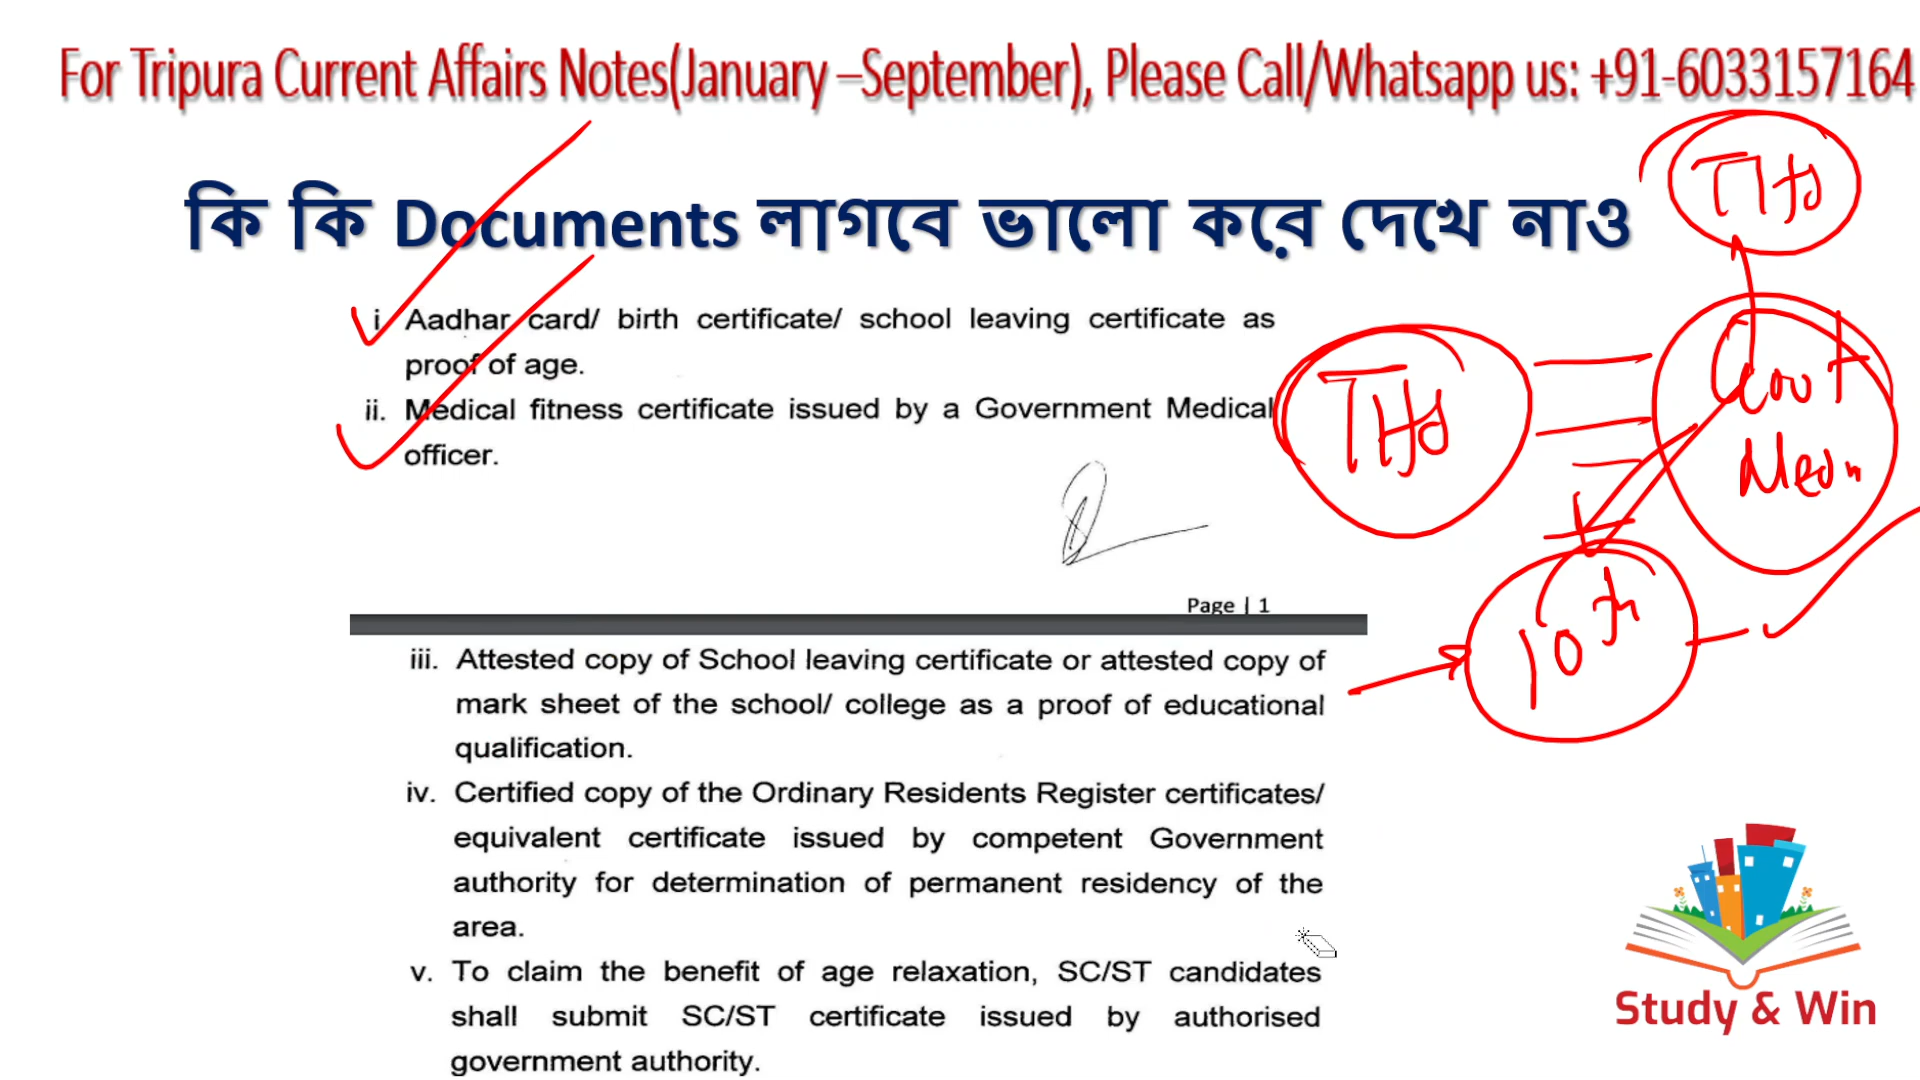 For Tripura Current Affairs Notes(January –September), Please Call/Whatsapp us: +91-6033157164
কি কি Documents লাগবে ভালো করে দেখে নাও
i Aadhar card/ birth certificate/ school leaving certificate as
proof of age.
ii. Medical fitness certificate issued by a Government Medical
officer.
Page | 1
iii. Attested copy of School leaving certificate or attested copy of
mark sheet of the school/ college as a proof of educational
qualification.
iv. Certified copy of the Ordinary Residents Register certificates/
equivalent certificate issued by competent Government
authority for determination of permanent residency of the
area.
v. To claim the benefit of age relaxation, SC/ST candidates
shall submit SC/ST certificate issued by authorised
government authority.
Govt
10th
Study & Win